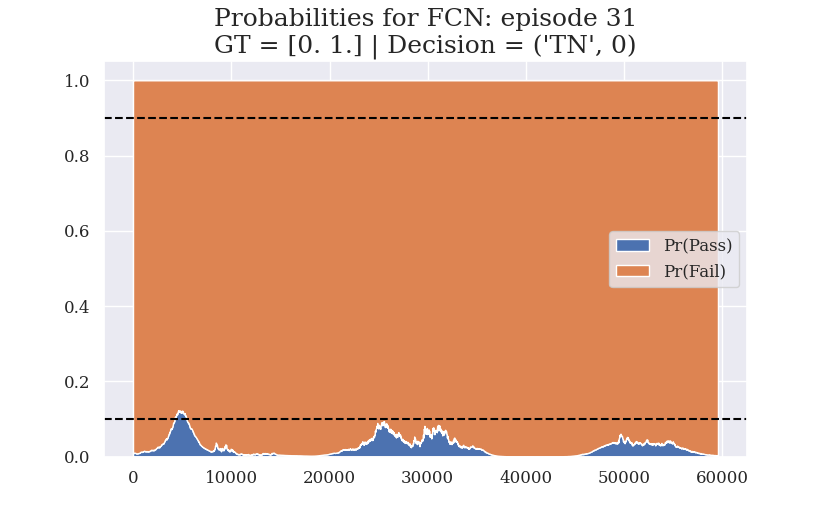 Probabilities for FCN: episode 31
GT = [0. 1.] | Decision = ('TN', 0)
1.0
0.8
0.6
0.4
0.2
0.0
Pr(Pass)
Pr(Fail)
0 10000 20000 30000 40000 50000 60000